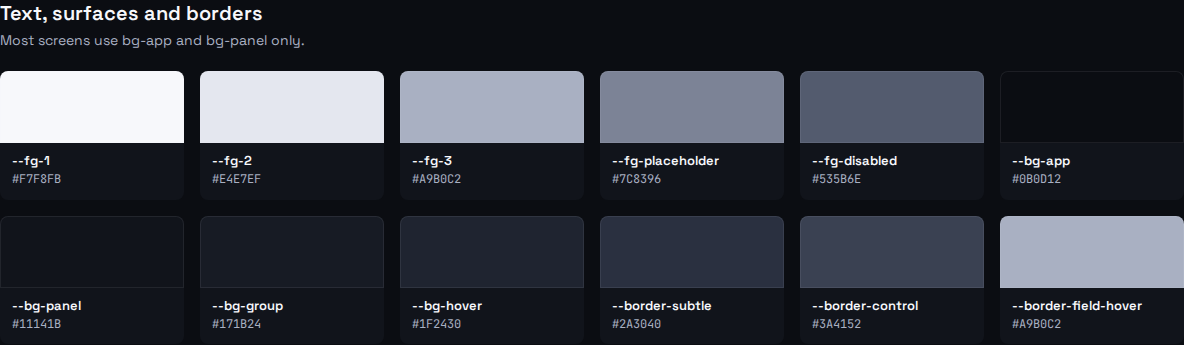 Text, surfaces and borders
Most screens use bg-app and bg-panel only.
--fg-1
#F7F8FB
--fg-2
#E4E7EF
--fg-3
#A9B0C2
--fg-placeholder
#7C8396
--fg-disabled
#535B6E
--bg-app
#0B0D12
--bg-panel
#11141B
--bg-group
#171B24
--bg-hover
#1F2430
--border-subtle
#2A3040
--border-control
#3A4152
--border-field-hover
#A9B0C2